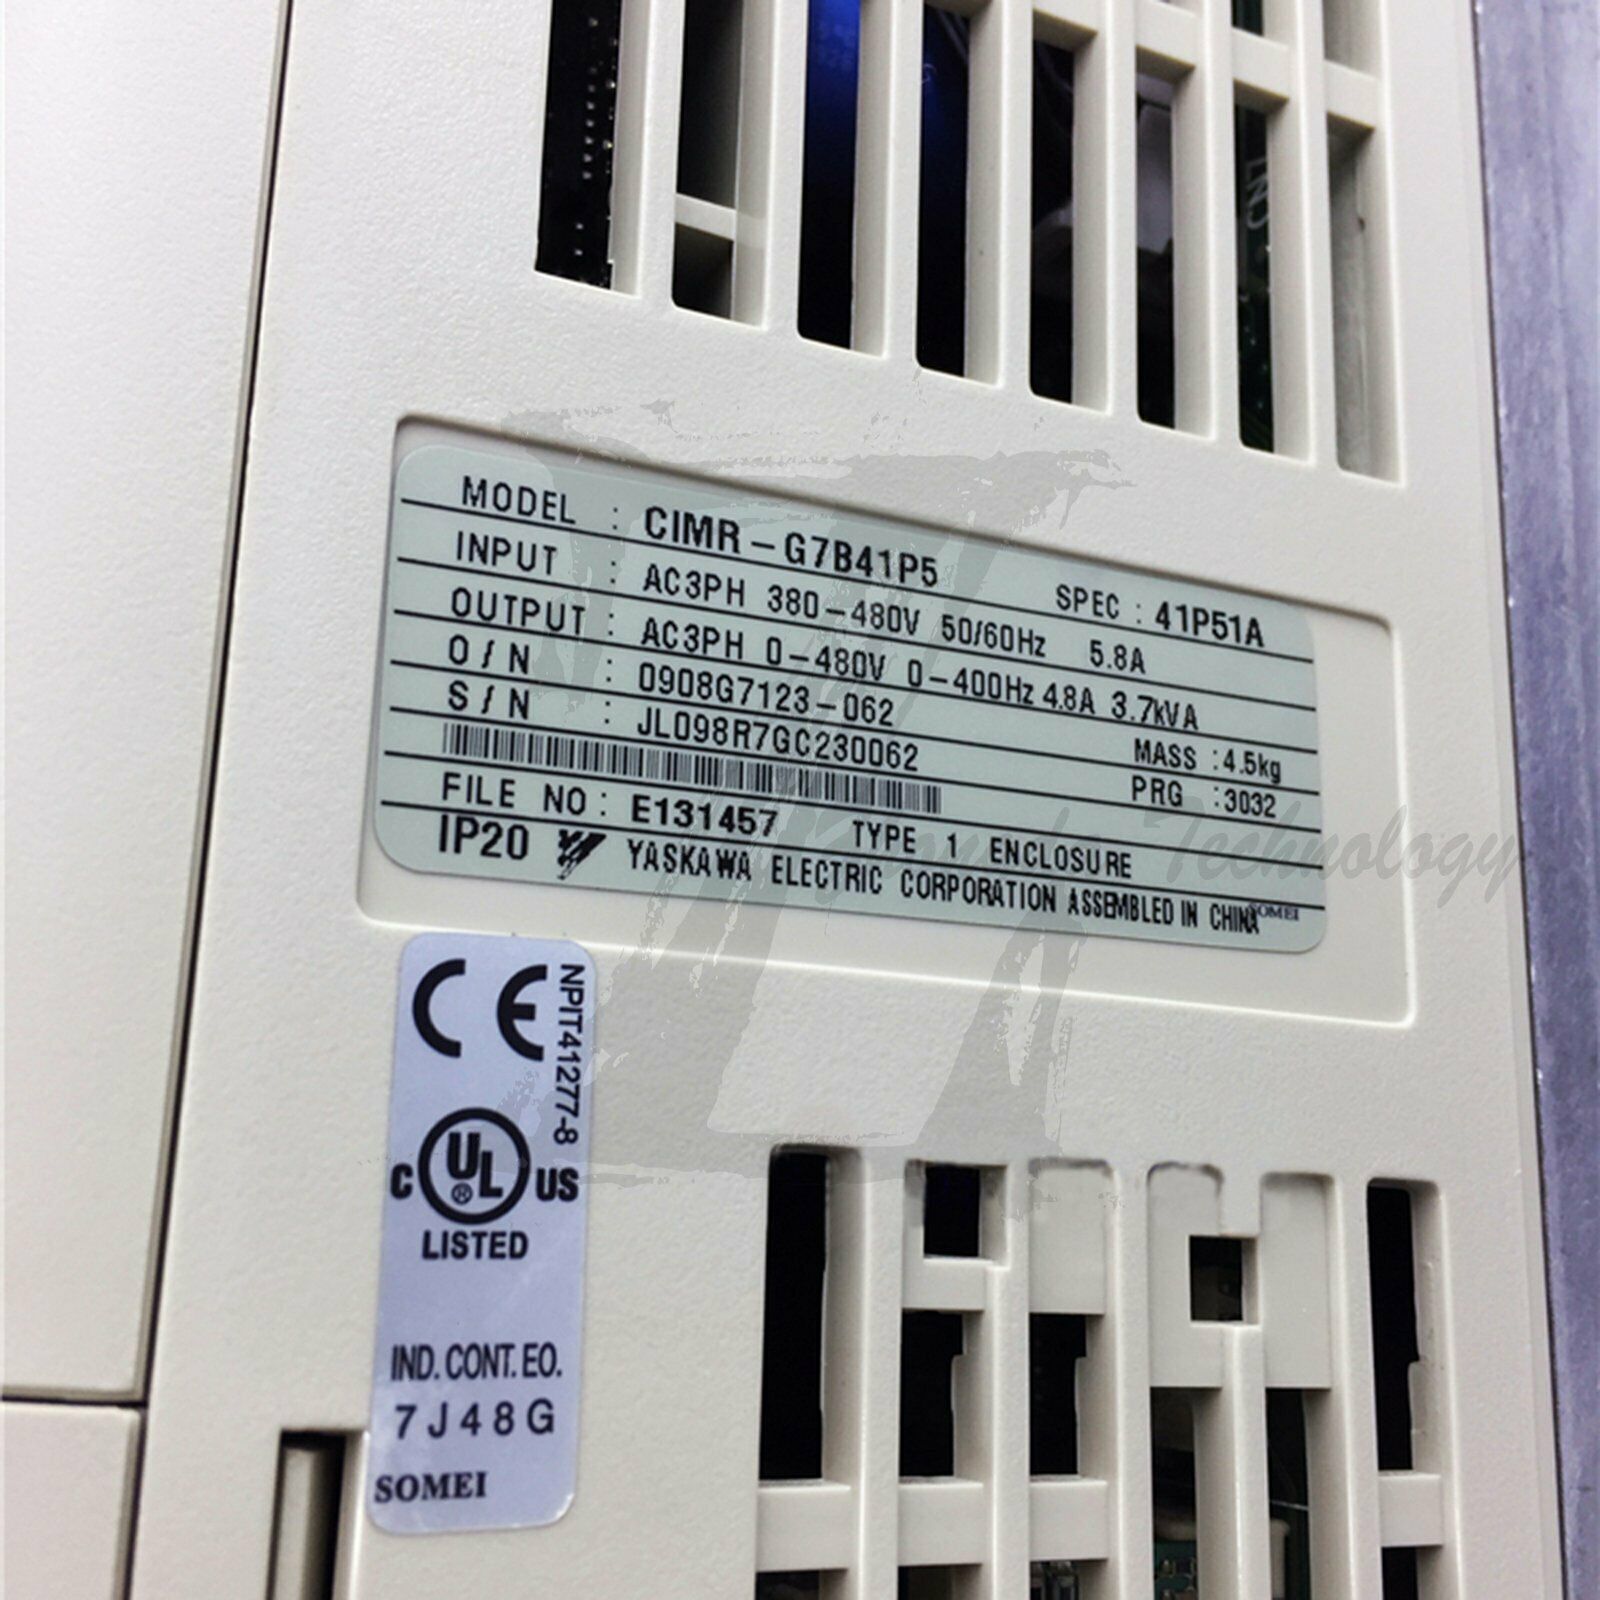 MODEL : CIMR-G7B41P5 SPEC : 41P51A
INPUT : AC3PH 380-480V 50/60Hz 5.8A
OUTPUT : AC3PH 0-480V 0-400Hz 4.8A 3.7kVA
O/N : 0908G7123-062 MASS : 4.5kg
S/N : JL098R7GC230062 PRG : 3032
FILE NO : E131457 TYPE 1 ENCLOSURE
IP20 YASKAWA ELECTRIC CORPORATION ASSEMBLED IN CHINA SOMEI
Technology
CE
NPIT41277-8
C UL® US
LISTED
IND. CONT. EQ.
7J48G
SOMEI